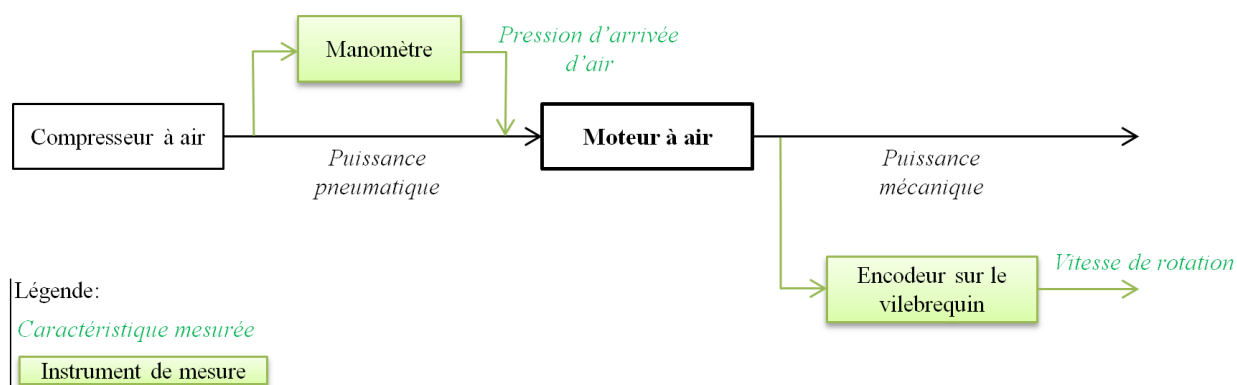 Manomètre
Pression d’arrivée
d’air
Compresseur à air
Moteur à air
Puissance
pneumatique
Puissance
mécanique
Encodeur sur le
vilebrequin
Vitesse de rotation
Légende:
Caractéristique mesurée
Instrument de mesure